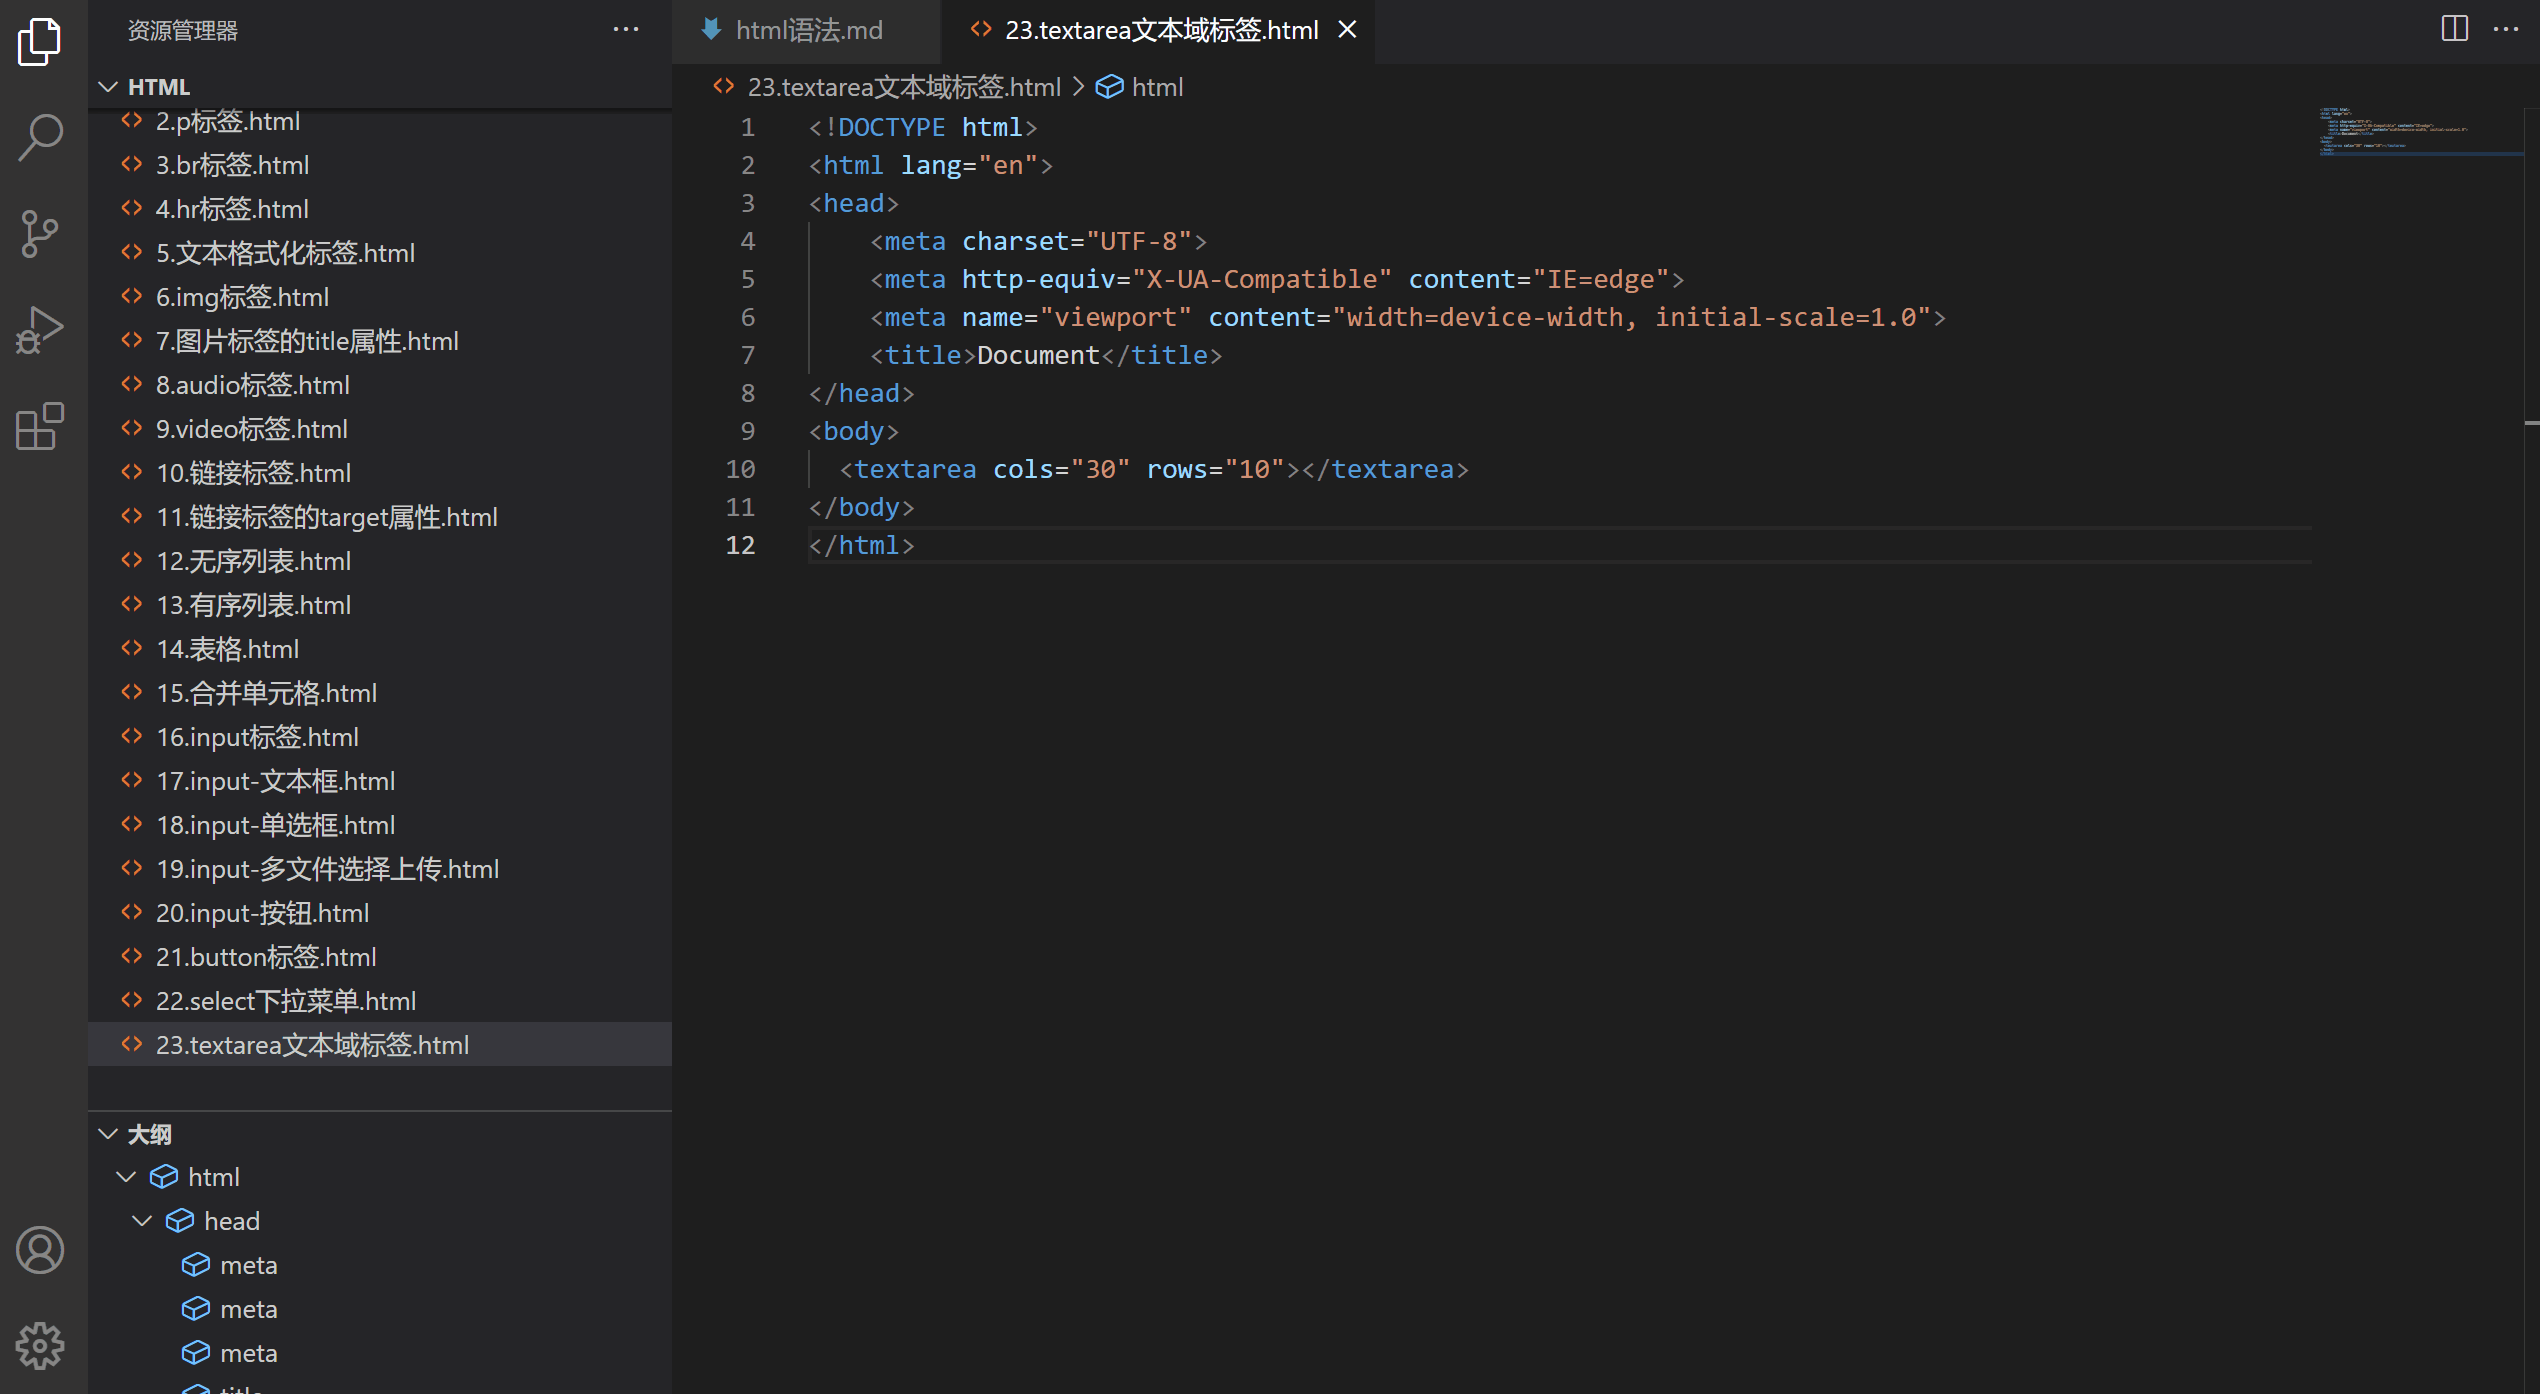 资源管理器
HTML
2.p标签.html
3.br标签.html
4.hr标签.html
5.文本格式化标签.html
6.img标签.html
7.图片标签的title属性.html
8.audio标签.html
9.video标签.html
10.链接标签.html
11.链接标签的target属性.html
12.无序列表.html
13.有序列表.html
14.表格.html
15.合并单元格.html
16.input标签.html
17.input-文本框.html
18.input-单选框.html
19.input-多文件选择上传.html
20.input-按钮.html
21.button标签.html
22.select下拉菜单.html
23.textarea文本域标签.html
大纲
html
head
meta
meta
meta
html语法.md
23.textarea文本域标签.html
23.textarea文本域标签.html > html
1 <!DOCTYPE html>
2 <html lang="en">
3 <head>
4     <meta charset="UTF-8">
5     <meta http-equiv="X-UA-Compatible" content="IE=edge">
6     <meta name="viewport" content="width=device-width, initial-scale=1.0">
7     <title>Document</title>
8 </head>
9 <body>
10   <textarea cols="30" rows="10"></textarea>
11 </body>
12 </html>